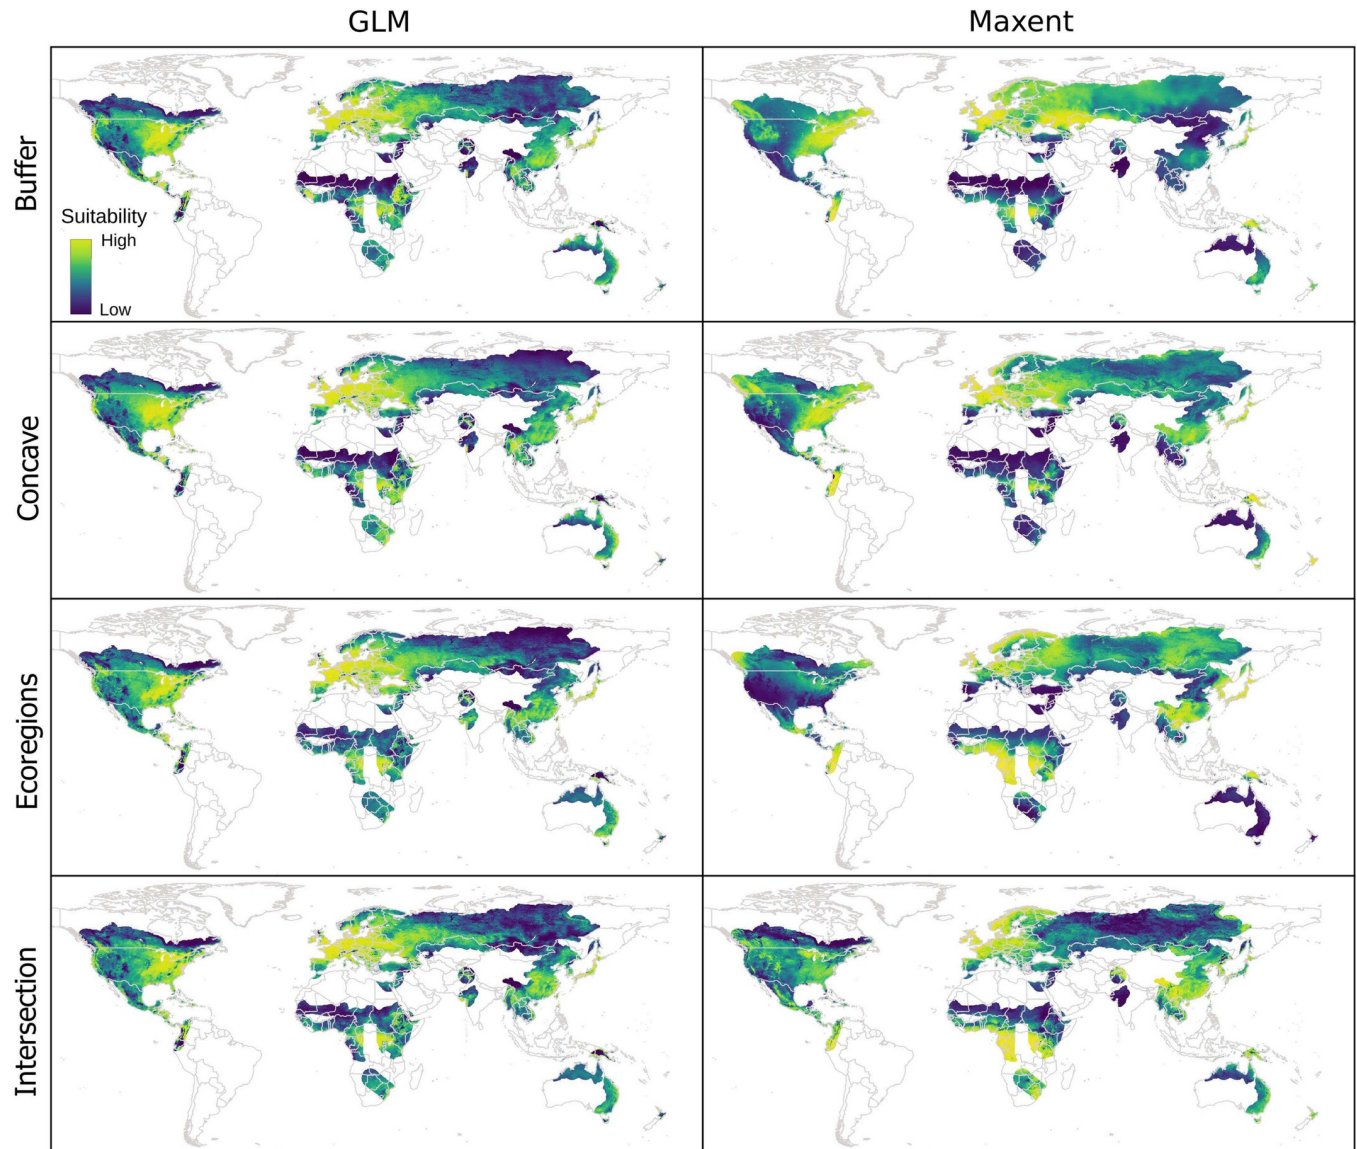 GLM
Maxent
Buffer
Suitability
High
Low
Concave
Ecoregions
Intersection